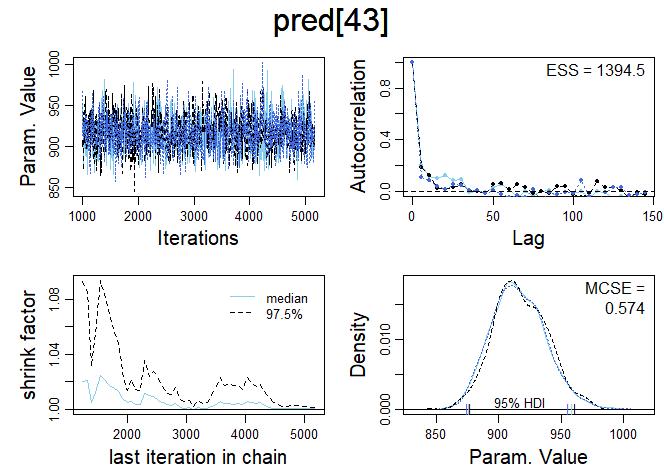 pred[43]
Param. Value
1000
950
900
850
1000
2000
3000
4000
5000
Iterations
Autocorrelation
0.8
0.4
0.0
ESS = 1394.5
0
50
100
150
Lag
shrink factor
1.08
1.04
1.00
median
97.5%
2000
3000
4000
5000
last iteration in chain
Density
0.010
0.000
MCSE =
0.574
95% HDI
850
900
950
1000
Param. Value